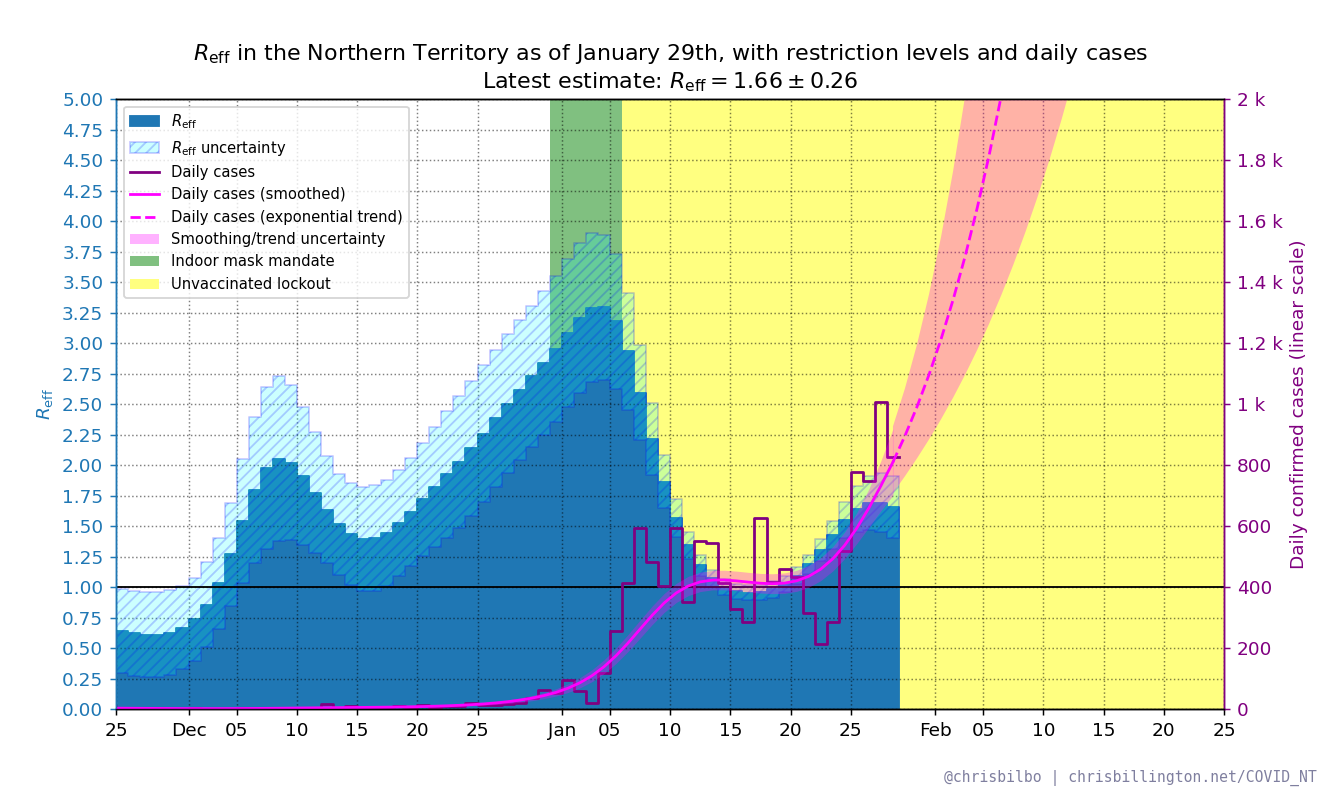 Reff in the Northern Territory as of January 29th, with restriction levels and daily cases
Latest estimate: Reff = 1.66 ± 0.26
Reff
Reff uncertainty
Daily cases
Daily cases (smoothed)
Daily cases (exponential trend)
Smoothing/trend uncertainty
Indoor mask mandate
Unvaccinated lockout
Reff
5.00
4.75
4.50
4.25
4.00
3.75
3.50
3.25
3.00
2.75
2.50
2.25
2.00
1.75
1.50
1.25
1.00
0.75
0.50
0.25
0.00
2 k
1.8 k
1.6 k
1.4 k
1.2 k
1 k
800
600
400
200
0
Daily confirmed cases (linear scale)
25 Dec 05 10 15 20 25 Jan 05 10 15 20 25 Feb 05 10 15 20 25
@chrisbilbo | chrisbillington.net/COVID_NT